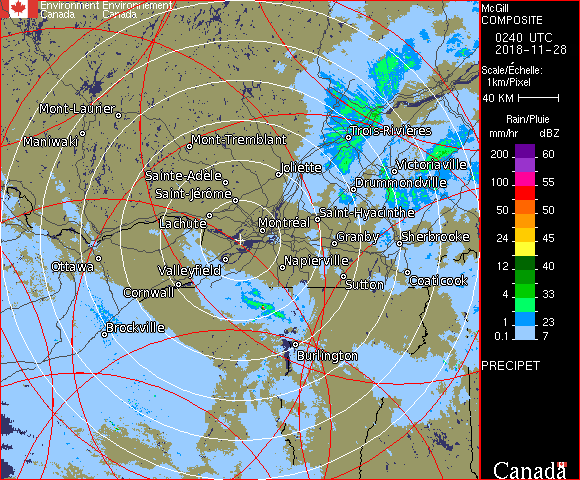 Environment Environnement
Canada Canada
McGill
COMPOSITE
0240 UTC
2018-11-28
Scale/Échelle:
1km/Pixel
40 KM
Rain/Pluie
mm/hr dBZ
200 60
100 55
50 50
24 45
12 40
4 33
1 23
0.1 7
PRECIPET
Canada
Mont-Laurier
Maniwaki
Mont-Tremblant
Trois-Rivières
Joliette
Victoriaville
Sainte-Adèle
Drummondville
Saint-Jérôme
Saint-Hyacinthe
Lachute
Montréal
Granby
Sherbrooke
Ottawa
Valleyfield
Napierville
Coaticook
Sutton
Cornwall
Brockville
Burlington